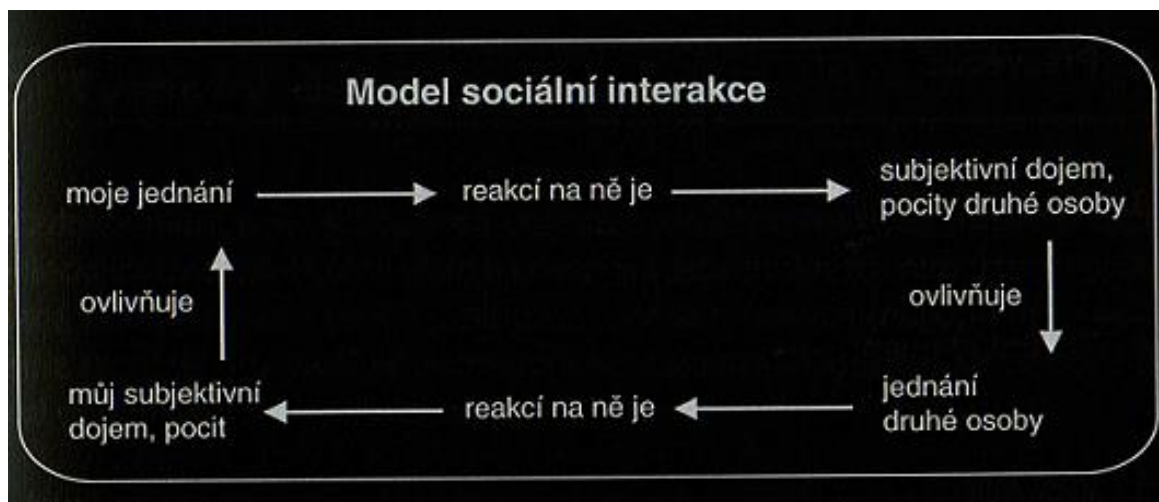 Model sociální interakce
moje jednání
reakcí na ně je
subjektivní dojem,
pocity druhé osoby
ovlivňuje
ovlivňuje
můj subjektivní
dojem, pocit
reakcí na ně je
jednání
druhé osoby